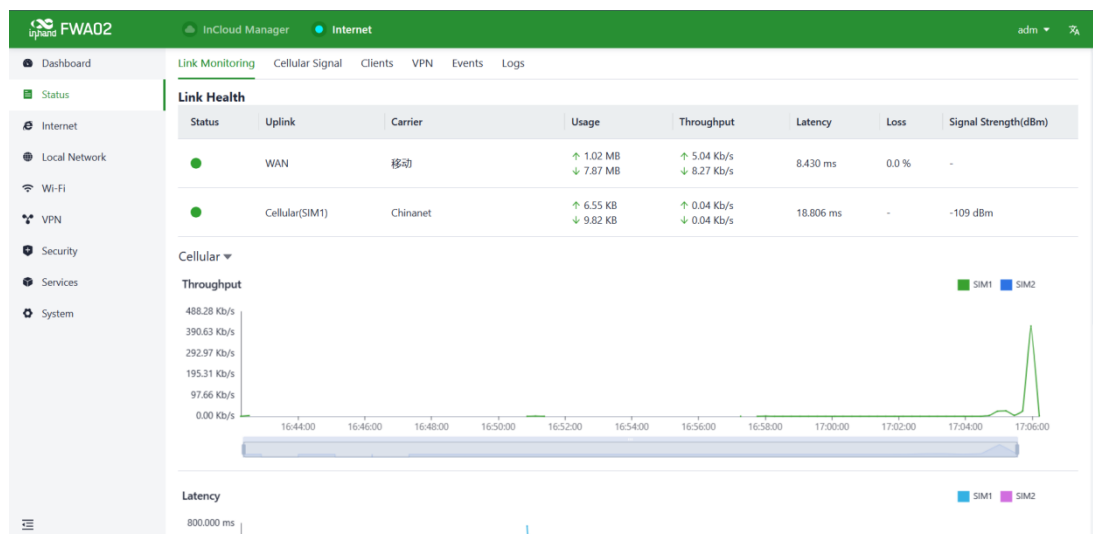 inhand FWA02
InCloud Manager
Internet
adm
Dashboard
Status
Internet
Local Network
Wi-Fi
VPN
Security
Services
System
Link Monitoring Cellular Signal Clients VPN Events Logs
Link Health
Status Uplink Carrier Usage Throughput Latency Loss Signal Strength(dBm)
WAN 移动 ↑ 1.02 MB ↑ 5.04 Kb/s 8.430 ms 0.0 % -
↓ 7.87 MB ↓ 8.27 Kb/s
Cellular(SIM1) Chinanet ↑ 6.55 KB ↑ 0.04 Kb/s 18.806 ms - -109 dBm
↓ 9.82 KB ↓ 0.04 Kb/s
Cellular
Throughput SIM1 SIM2
488.28 Kb/s
390.63 Kb/s
292.97 Kb/s
195.31 Kb/s
97.66 Kb/s
0.00 Kb/s
16:44:00 16:46:00 16:48:00 16:50:00 16:52:00 16:54:00 16:56:00 16:58:00 17:00:00 17:02:00 17:04:00 17:06:00
Latency SIM1 SIM2
800.000 ms